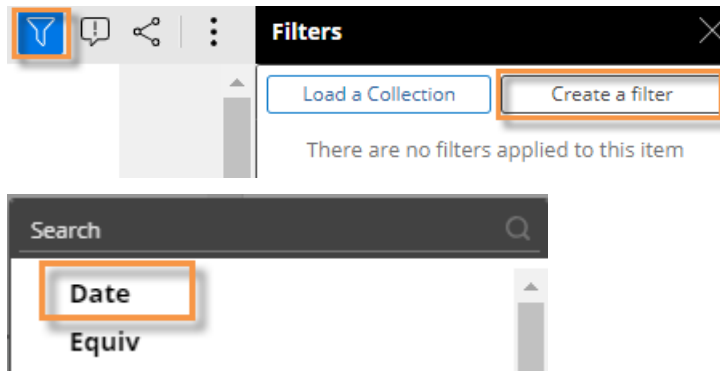 Filters
Load a Collection
Create a filter
There are no filters applied to this item
Search
Date
Equiv